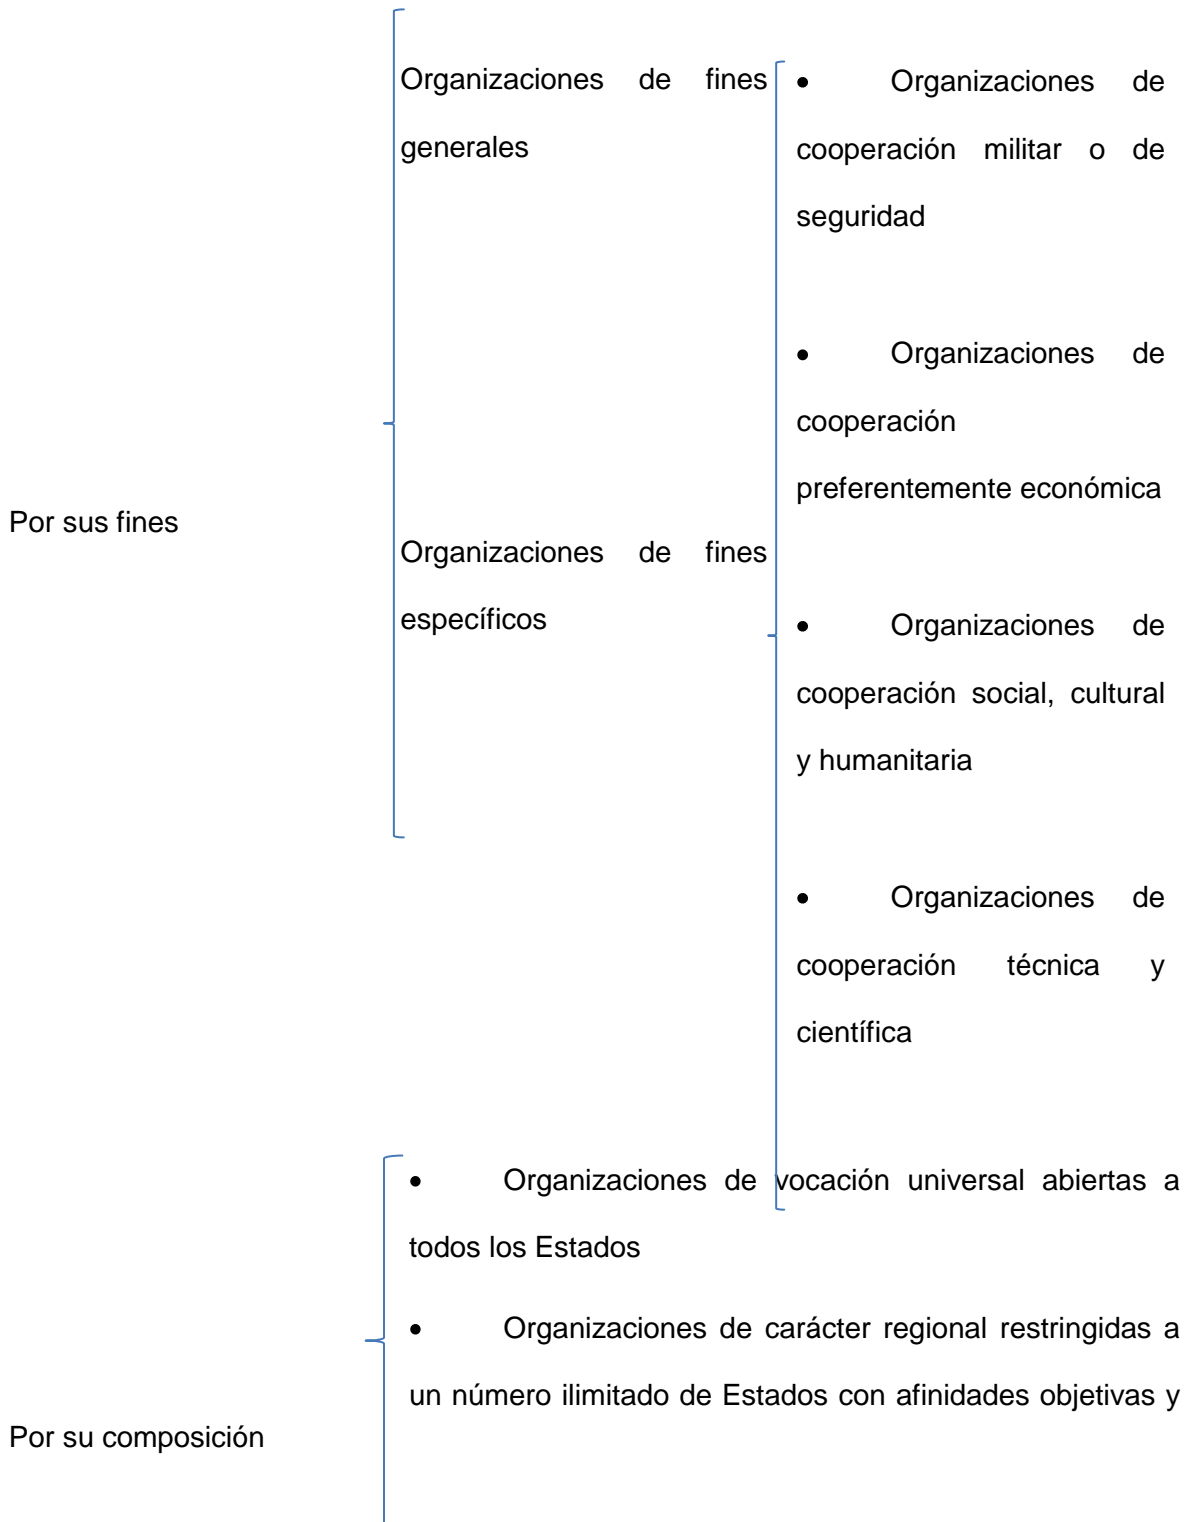 Por sus fines
Organizaciones de fines
generales
Organizaciones de fines
específicos
• Organizaciones de
cooperación militar o de
seguridad
• Organizaciones de
cooperación
preferentemente económica
• Organizaciones de
cooperación social, cultural
y humanitaria
• Organizaciones de
cooperación técnica y
científica
Por su composición
• Organizaciones de vocación universal abiertas a
todos los Estados
• Organizaciones de carácter regional restringidas a
un número ilimitado de Estados con afinidades objetivas y